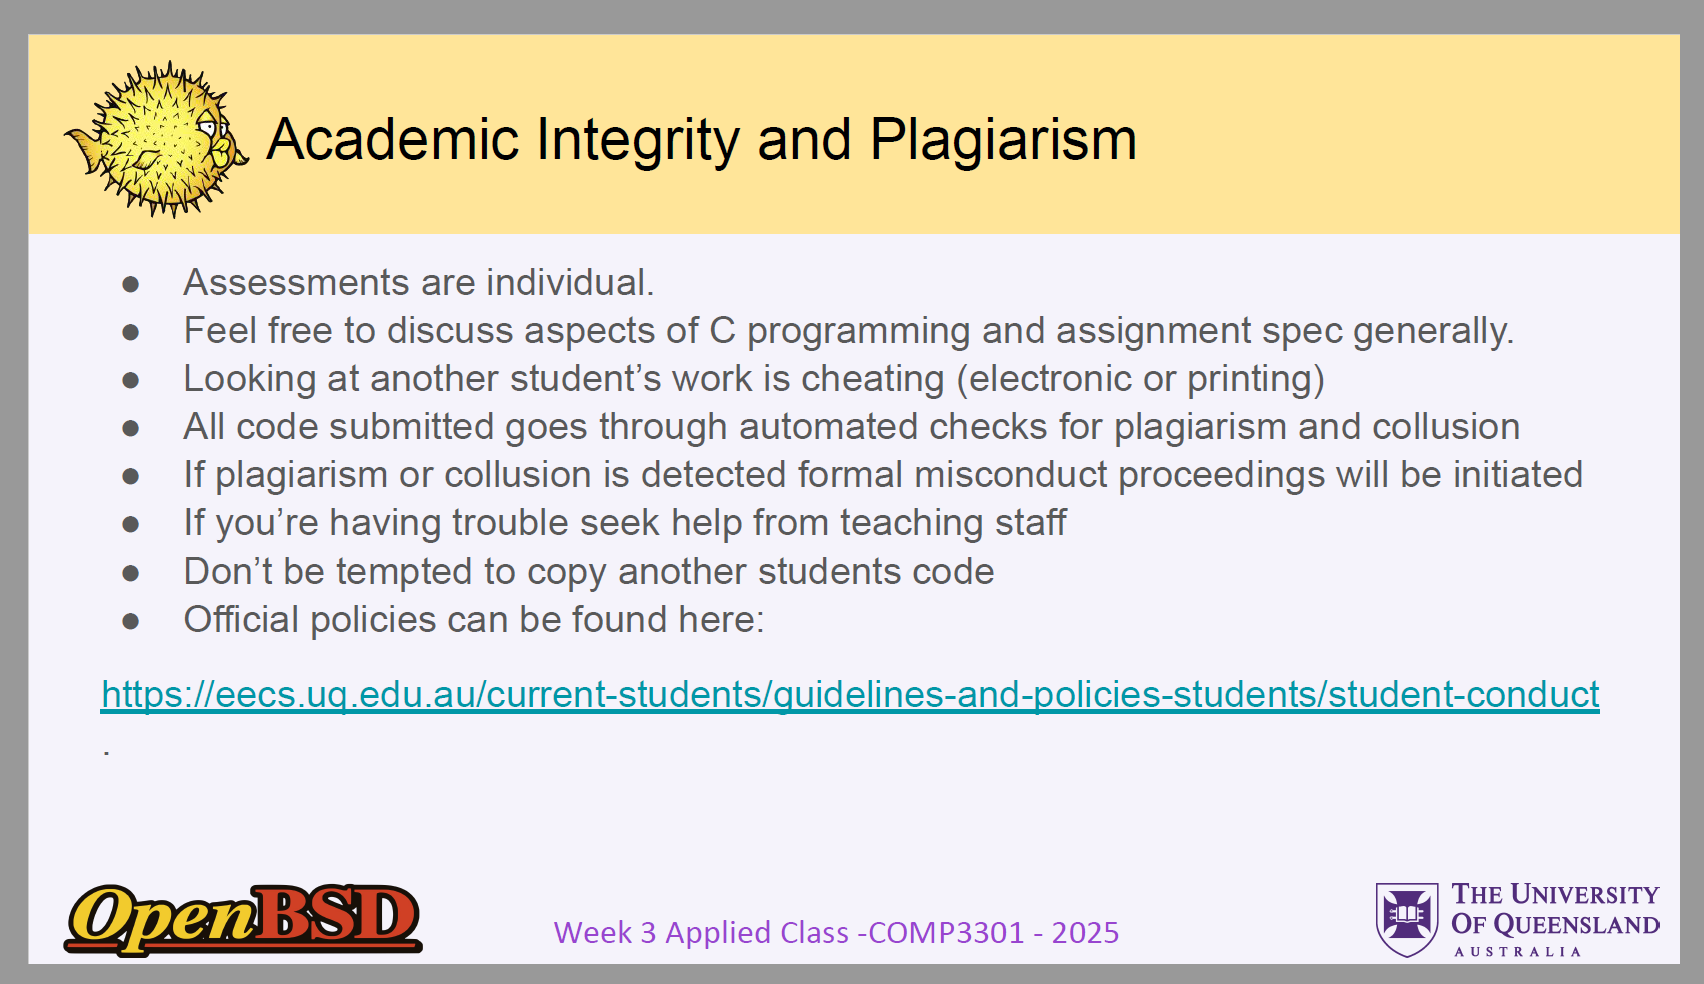 Academic Integrity and Plagiarism
● Assessments are individual.
● Feel free to discuss aspects of C programming and assignment spec generally.
● Looking at another student’s work is cheating (electronic or printing)
● All code submitted goes through automated checks for plagiarism and collusion
● If plagiarism or collusion is detected formal misconduct proceedings will be initiated
● If you’re having trouble seek help from teaching staff
● Don’t be tempted to copy another students code
● Official policies can be found here:
https://eecs.uq.edu.au/current-students/guidelines-and-policies-students/student-conduct
.
OpenBSD
Week 3 Applied Class -COMP3301 - 2025
THE UNIVERSITY
OF QUEENSLAND
AUSTRALIA